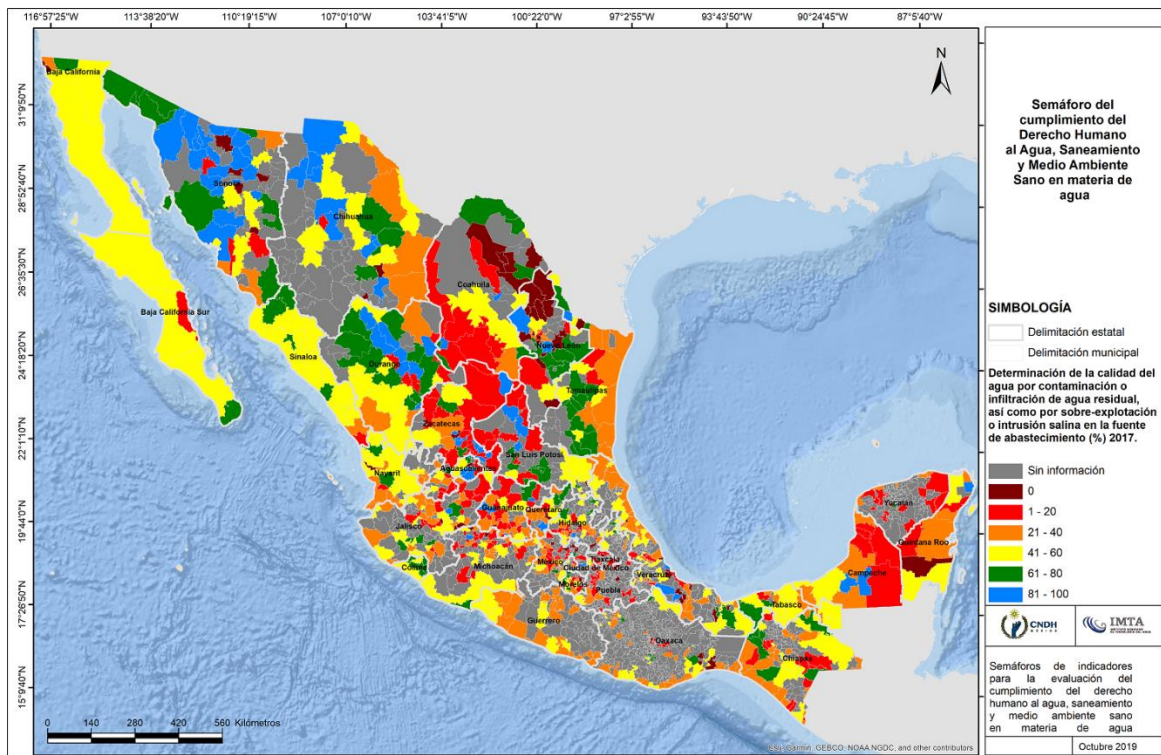 116°57'25"W 113°38'20"W 110°19'15"W 107°0'10"W 103°41'5"W 100°22'0"W 97°2'55"W 93°43'50"W 90°24'45"W 87°5'40"W
31°9'50"N
28°52'40"N
26°35'30"N
24°18'20"N
22°1'10"N
19°44'0"N
17°26'50"N
15°9'40"N
N
Baja California
Sonora
Chihuahua
Coahuila
Baja California Sur
Sinaloa
Durango
Nuevo León
Tamaulipas
Zacatecas
San Luis Potosí
Nayarit
Aguascalientes
Guanajuato
Querétaro
Hidalgo
Jalisco
Colima
Michoacán
México
Tlaxcala
Ciudad de México
Morelos
Puebla
Veracruz
Guerrero
Oaxaca
Tabasco
Chiapas
Campeche
Yucatán
Quintana Roo
0 140 280 420 560 Kilómetros
Esri, Garmin, GEBCO, NOAA NGDC, and other contributors
Semáforo del
cumplimiento del
Derecho Humano
al Agua, Saneamiento
y Medio Ambiente
Sano en materia de
agua
SIMBOLOGÍA
Delimitación estatal
Delimitación municipal
Determinación de la calidad del
agua por contaminación o
infiltración de agua residual,
así como por sobre-explotación
o intrusión salina en la fuente
de abastecimiento (%) 2017.
Sin información
0
1 - 20
21 - 40
41 - 60
61 - 80
81 - 100
CNDH
MÉXICO
IMTA
Semáforos de indicadores
para la evaluación del
cumplimiento del derecho
humano al agua, saneamiento
y medio ambiente sano
en materia de agua
Octubre 2019